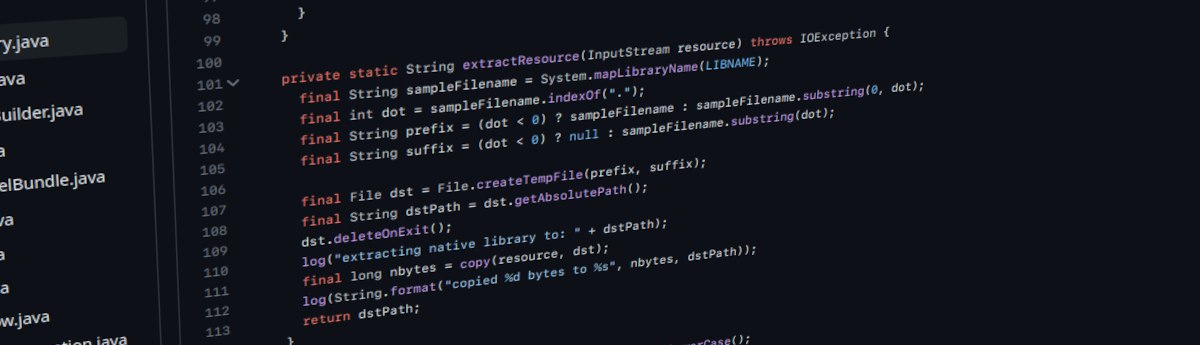 ry.java
ava
uilder.java
a
elBundle.java
va
a
a
ow.java
98 }
99 }
100
101 private static String extractResource(InputStream resource) throws IOException {
102 final String sampleFilename = System.mapLibraryName(LIBNAME);
103 final int dot = sampleFilename.indexOf(".");
104 final String prefix = (dot < 0) ? sampleFilename : sampleFilename.substring(0, dot);
105 final String suffix = (dot < 0) ? null : sampleFilename.substring(dot);
106
107 final File dst = File.createTempFile(prefix, suffix);
108 final String dstPath = dst.getAbsolutePath();
109 dst.deleteOnExit();
110 log("extracting native library to: " + dstPath);
111 final long nbytes = copy(resource, dst);
112 log(String.format("copied %d bytes to %s", nbytes, dstPath));
113 return dstPath;
}